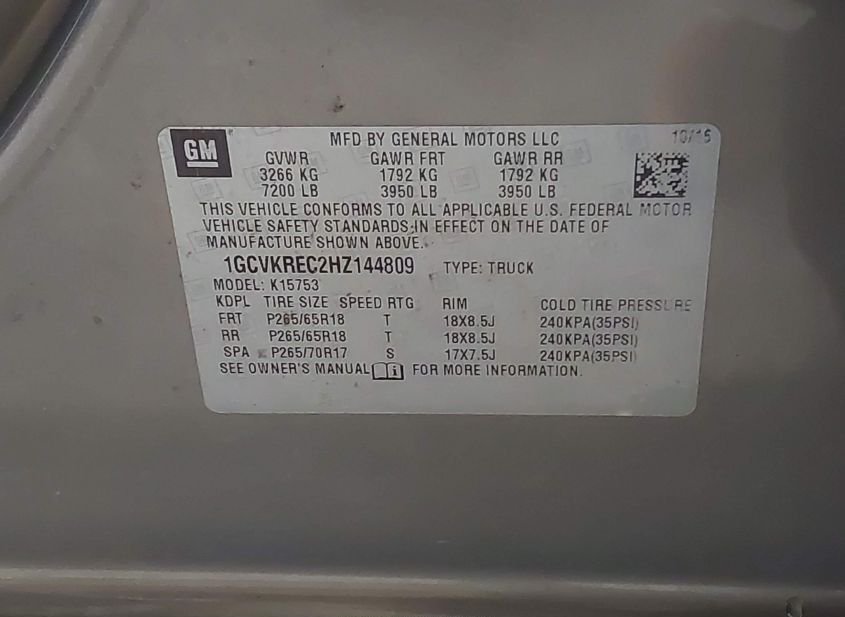 GM
MFD BY GENERAL MOTORS LLC
GVWR GAWR FRT GAWR RR
3266 KG 1792 KG 1792 KG
7200 LB 3950 LB 3950 LB
THIS VEHICLE CONFORMS TO ALL APPLICABLE U.S. FEDERAL MOTOR
VEHICLE SAFETY STANDARDS IN EFFECT ON THE DATE OF
MANUFACTURE SHOWN ABOVE.
1GCVKREC2HZ144809 TYPE: TRUCK
MODEL: K15753
KDPL TIRE SIZE SPEED RTG RIM COLD TIRE PRESSURE
FRT P265/65R18 T 18X8.5J 240KPA(35PSI)
RR P265/65R18 T 18X8.5J 240KPA(35PSI)
SPA P265/70R17 S 17X7.5J 240KPA(35PSI)
SEE OWNER'S MANUAL i FOR MORE INFORMATION.